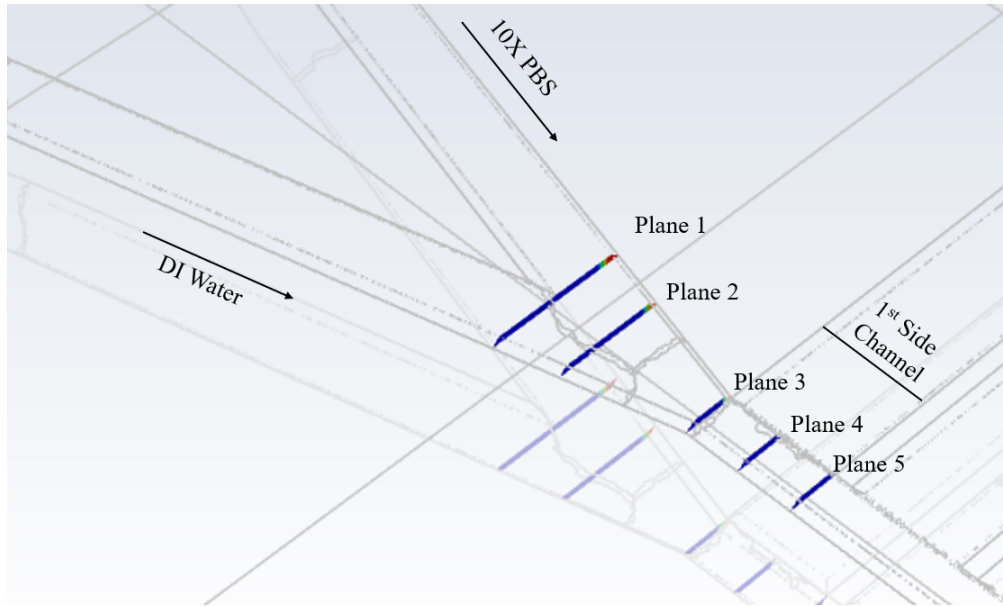 10X PBS
Plane 1
DI Water
Plane 2
1st Side
Channel
Plane 3
Plane 4
Plane 5